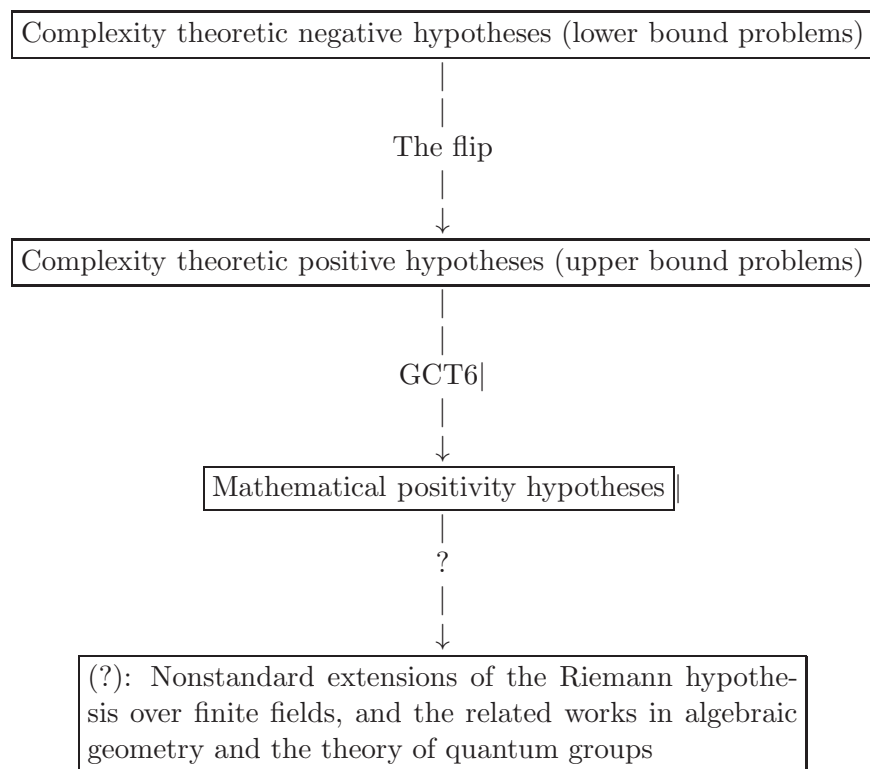 Complexity theoretic negative hypotheses (lower bound problems)
The flip
Complexity theoretic positive hypotheses (upper bound problems)
GCT6|
Mathematical positivity hypotheses|
?
(?): Nonstandard extensions of the Riemann hypothe-
sis over finite fields, and the related works in algebraic
geometry and the theory of quantum groups